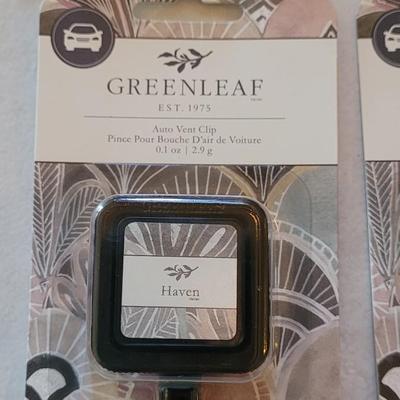 GREENLEAF
EST. 1975
Auto Vent Clip
Pince Pour Bouche D'air de Voiture
0.1 oz | 2.9 g
Haven